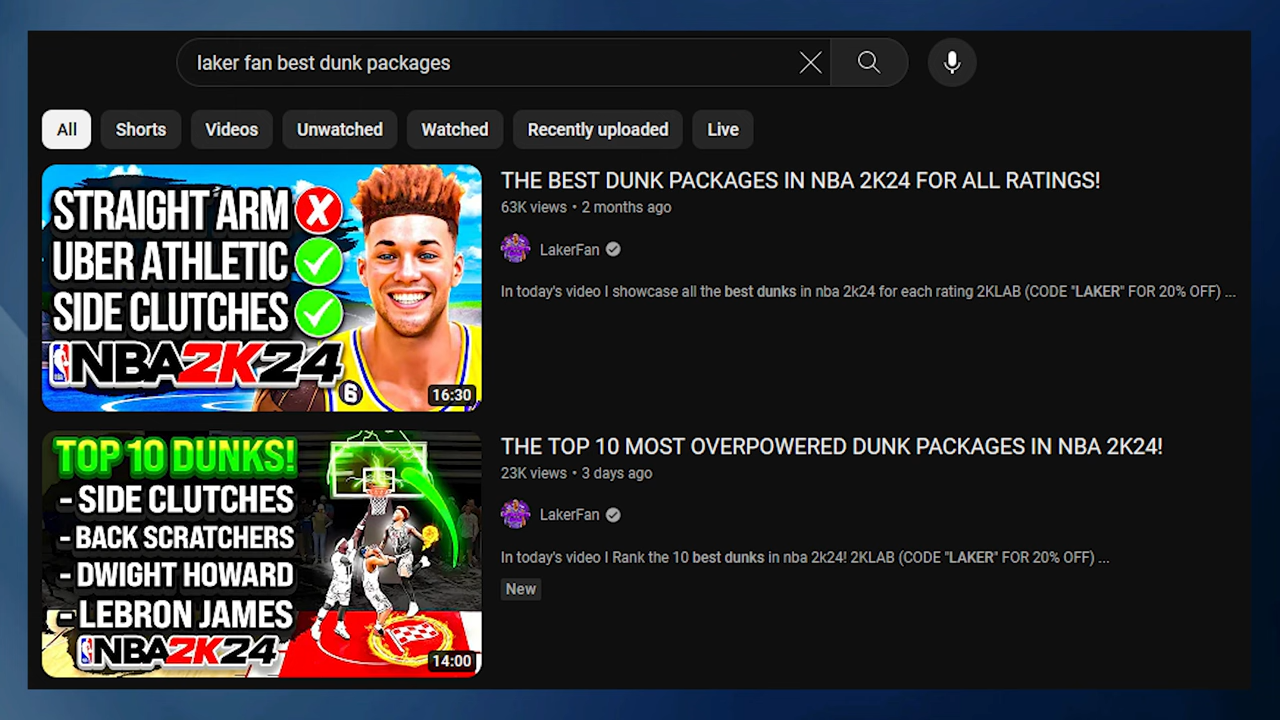 laker fan best dunk packages
All
Shorts
Videos
Unwatched
Watched
Recently uploaded
Live
STRAIGHT ARM
UBER ATHLETIC
SIDE CLUTCHES
NBA2K24
6
16:30
THE BEST DUNK PACKAGES IN NBA 2K24 FOR ALL RATINGS!
63K views • 2 months ago
LakerFan
In today's video I showcase all the best dunks in nba 2k24 for each rating 2KLAB (CODE "LAKER" FOR 20% OFF) ...
TOP 10 DUNKS!
- SIDE CLUTCHES
- BACK SCRATCHERS
- DWIGHT HOWARD
- LEBRON JAMES
NBA2K24
14:00
THE TOP 10 MOST OVERPOWERED DUNK PACKAGES IN NBA 2K24!
23K views • 3 days ago
LakerFan
In today's video I Rank the 10 best dunks in nba 2k24! 2KLAB (CODE "LAKER" FOR 20% OFF) ...
New